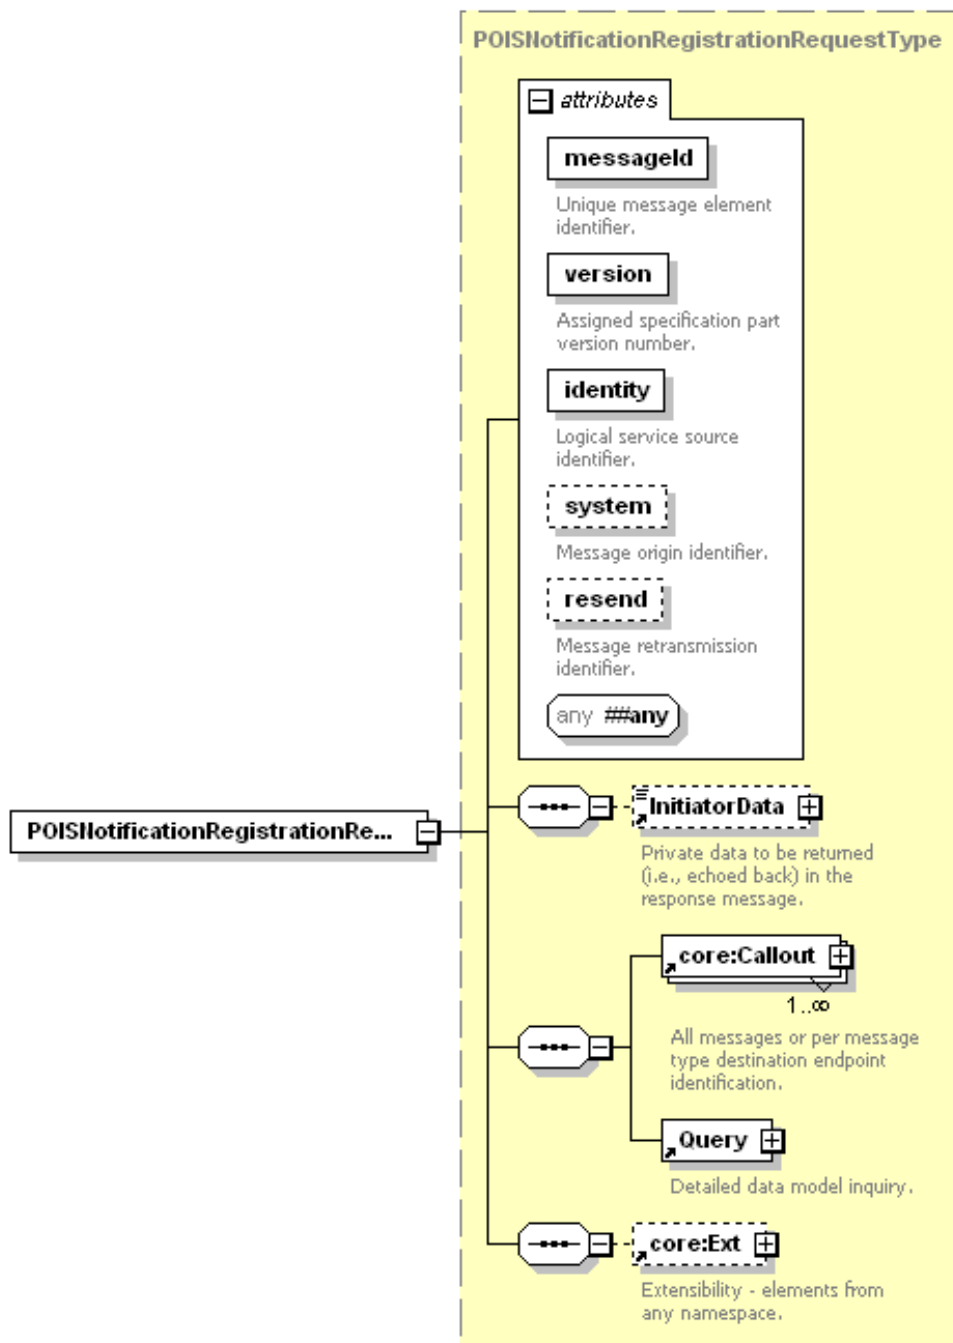 POISNotificationRegistrationRequestType
attributes
messageId
Unique message element
identifier.
version
Assigned specification part
version number.
identity
Logical service source
identifier.
system
Message origin identifier.
resend
Message retransmission
identifier.
any ##any
POISNotificationRegistrationRe...
InitiatorData
Private data to be returned
(i.e., echoed back) in the
response message.
core:Callout
1..∞
All messages or per message
type destination endpoint
identification.
Query
Detailed data model inquiry.
core:Ext
Extensibility - elements from
any namespace.